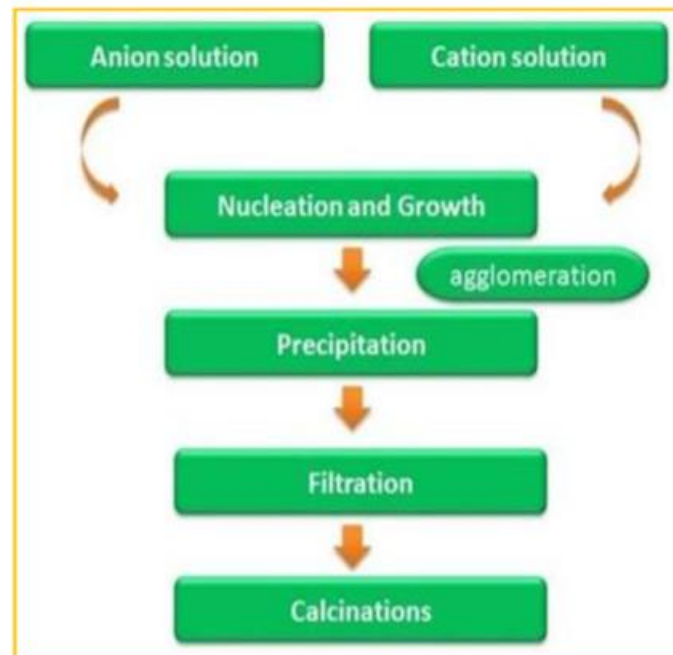 Anion solution
Cation solution
Nucleation and Growth
agglomeration
Precipitation
Filtration
Calcinations